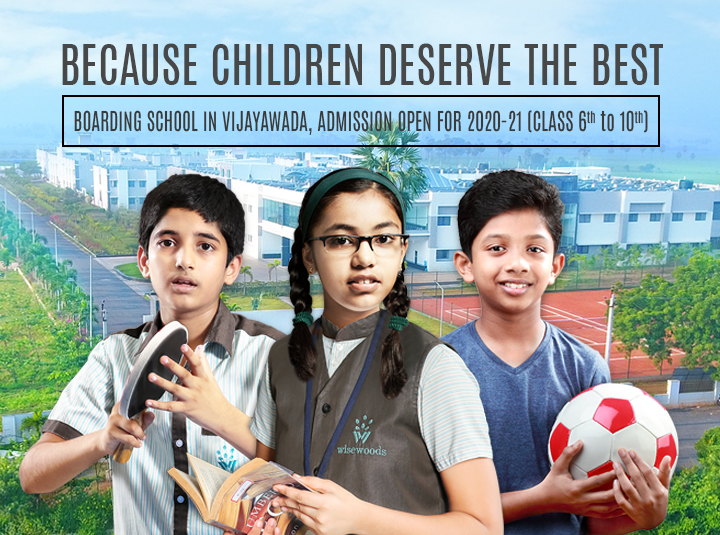 BECAUSE CHILDREN DESERVE THE BEST
BOARDING SCHOOL IN VIJAYAWADA, ADMISSION OPEN FOR 2020-21 (CLASS 6th to 10th)
wisewoods